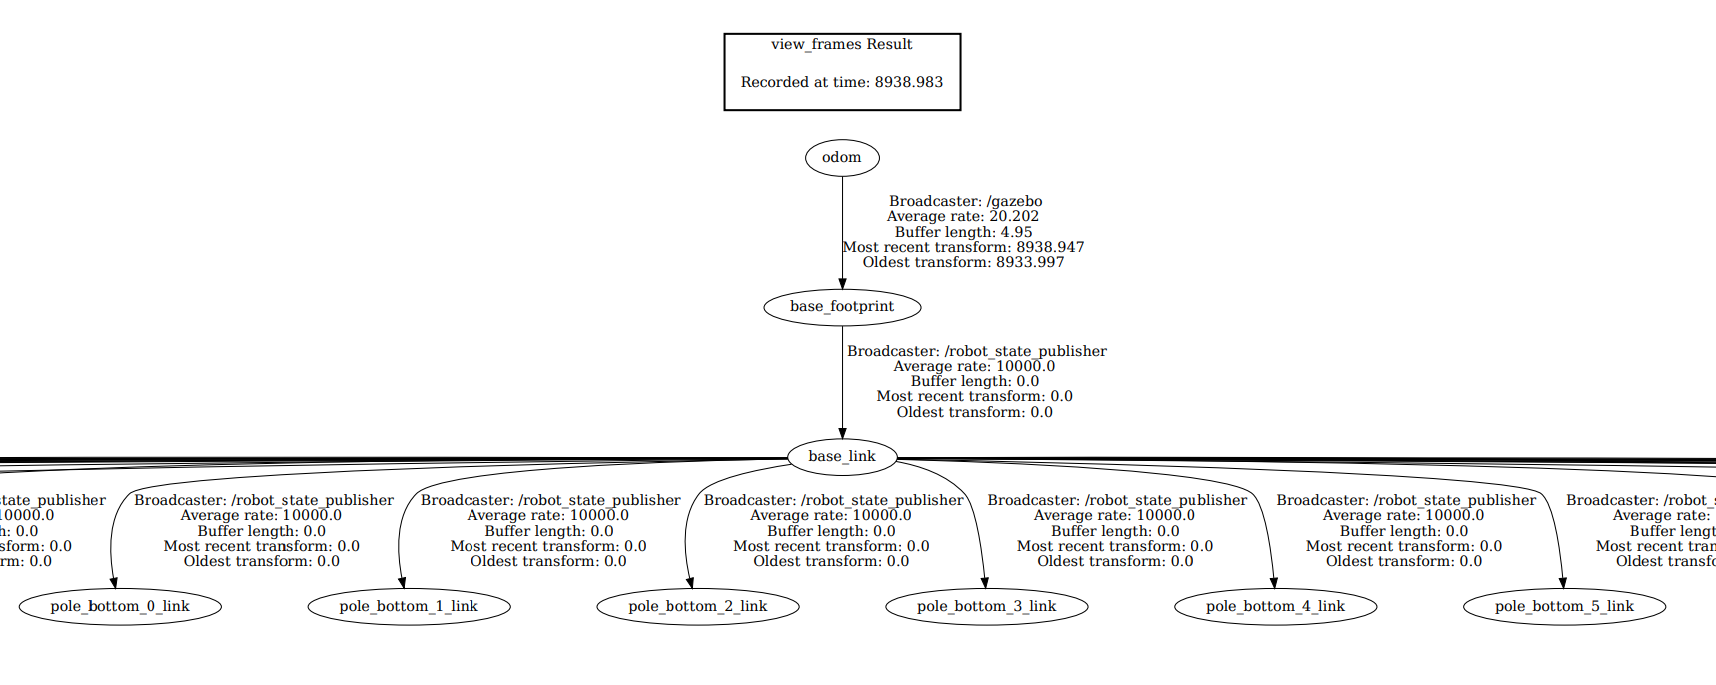 view_frames Result
Recorded at time: 8938.983
odom
Broadcaster: /gazebo
Average rate: 20.202
Buffer length: 4.95
Most recent transform: 8938.947
Oldest transform: 8933.997
base_footprint
Broadcaster: /robot_state_publisher
Average rate: 10000.0
Buffer length: 0.0
Most recent transform: 0.0
Oldest transform: 0.0
base_link
tate_publisher
10000.0
h: 0.0
sform: 0.0
rm: 0.0
Broadcaster: /robot_state_publisher
Average rate: 10000.0
Buffer length: 0.0
Most recent transform: 0.0
Oldest transform: 0.0
Broadcaster: /robot_state_publisher
Average rate: 10000.0
Buffer length: 0.0
Most recent transform: 0.0
Oldest transform: 0.0
Broadcaster: /robot_state_publisher
Average rate: 10000.0
Buffer length: 0.0
Most recent transform: 0.0
Oldest transform: 0.0
Broadcaster: /robot_state_publisher
Average rate: 10000.0
Buffer length: 0.0
Most recent transform: 0.0
Oldest transform: 0.0
Broadcaster: /robot_state_publisher
Average rate: 10000.0
Buffer length: 0.0
Most recent transform: 0.0
Oldest transform: 0.0
Broadcaster: /robot_s
Average rate:
Buffer lengt
Most recent tran
Oldest transfo
pole_bottom_0_link
pole_bottom_1_link
pole_bottom_2_link
pole_bottom_3_link
pole_bottom_4_link
pole_bottom_5_link